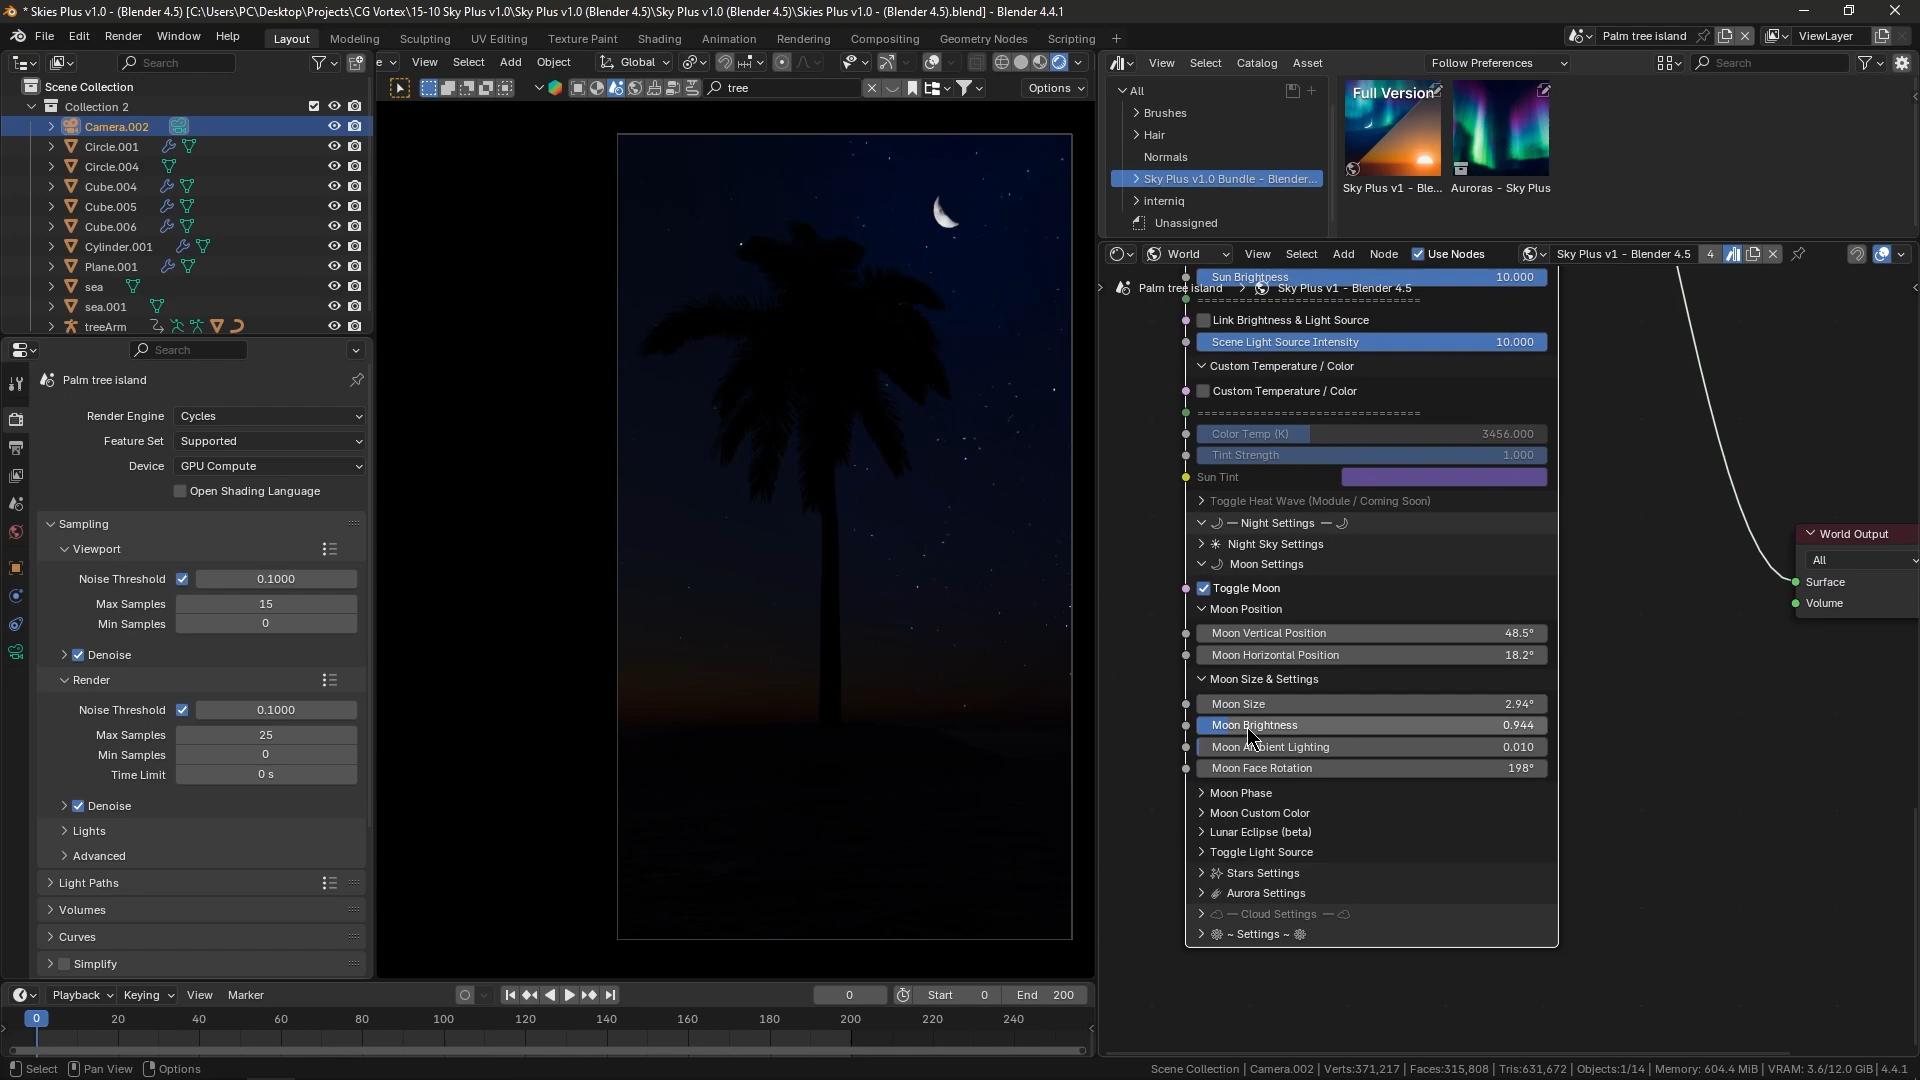 * Skies Plus v1.0 - (Blender 4.5) [C:\Users\PC\Desktop\Projects\CG Vortex\15-10 Sky Plus v1.0\Sky Plus v1.0 (Blender 4.5)\Sky Plus v1.0 (Blender 4.5)\Skies Plus v1.0 - (Blender 4.5).blend] - Blender 4.4.1
File Edit Render Window Help Layout Modeling Sculpting UV Editing Texture Paint Shading Animation Rendering Compositing Geometry Nodes Scripting + Palm tree island ViewLayer
Search
Scene Collection
Collection 2
Camera.002
Circle.001
Circle.004
Cube.004
Cube.005
Cube.006
Cylinder.001
Plane.001
sea
sea.001
treeArm
Search
Palm tree island
Render Engine Cycles
Feature Set Supported
Device GPU Compute
Open Shading Language
Sampling
Viewport
Noise Threshold 0.1000
Max Samples 15
Min Samples 0
Denoise
Render
Noise Threshold 0.1000
Max Samples 25
Min Samples 0
Time Limit 0 s
Denoise
Lights
Advanced
Light Paths
Volumes
Curves
Simplify
e View Select Add Object Global
tree Options
View Select Catalog Asset Follow Preferences Search
All
Brushes
Hair
Normals
Sky Plus v1.0 Bundle - Blender...
interniq
Unassigned
Full Version
Sky Plus v1 - Ble... Auroras - Sky Plus
World View Select Add Node Use Nodes Sky Plus v1 - Blender 4.5 4
Sun Brightness 10.000
Palm tree island > Sky Plus v1 - Blender 4.5
==============================
Link Brightness & Light Source
Scene Light Source Intensity 10.000
Custom Temperature / Color
Custom Temperature / Color
==============================
Color Temp (K) 3456.000
Tint Strength 1.000
Sun Tint
Toggle Heat Wave (Module / Coming Soon)
— Night Settings —
Night Sky Settings
Moon Settings
Toggle Moon
Moon Position
Moon Vertical Position 48.5°
Moon Horizontal Position 18.2°
Moon Size & Settings
Moon Size 2.94°
Moon Brightness 0.944
Moon Ambient Lighting 0.010
Moon Face Rotation 198°
Moon Phase
Moon Custom Color
Lunar Eclipse (beta)
Toggle Light Source
Stars Settings
Aurora Settings
— Cloud Settings —
~ Settings ~
World Output
All
Surface
Volume
Playback Keying View Marker 0 Start 0 End 200
0 20 40 60 80 100 120 140 160 180 200 220 240
Select Pan View Options Scene Collection | Camera.002 | Verts:371,217 | Faces:315,808 | Tris:631,672 | Objects:1/14 | Memory: 604.4 MiB | VRAM: 3.6/12.0 GiB | 4.4.1